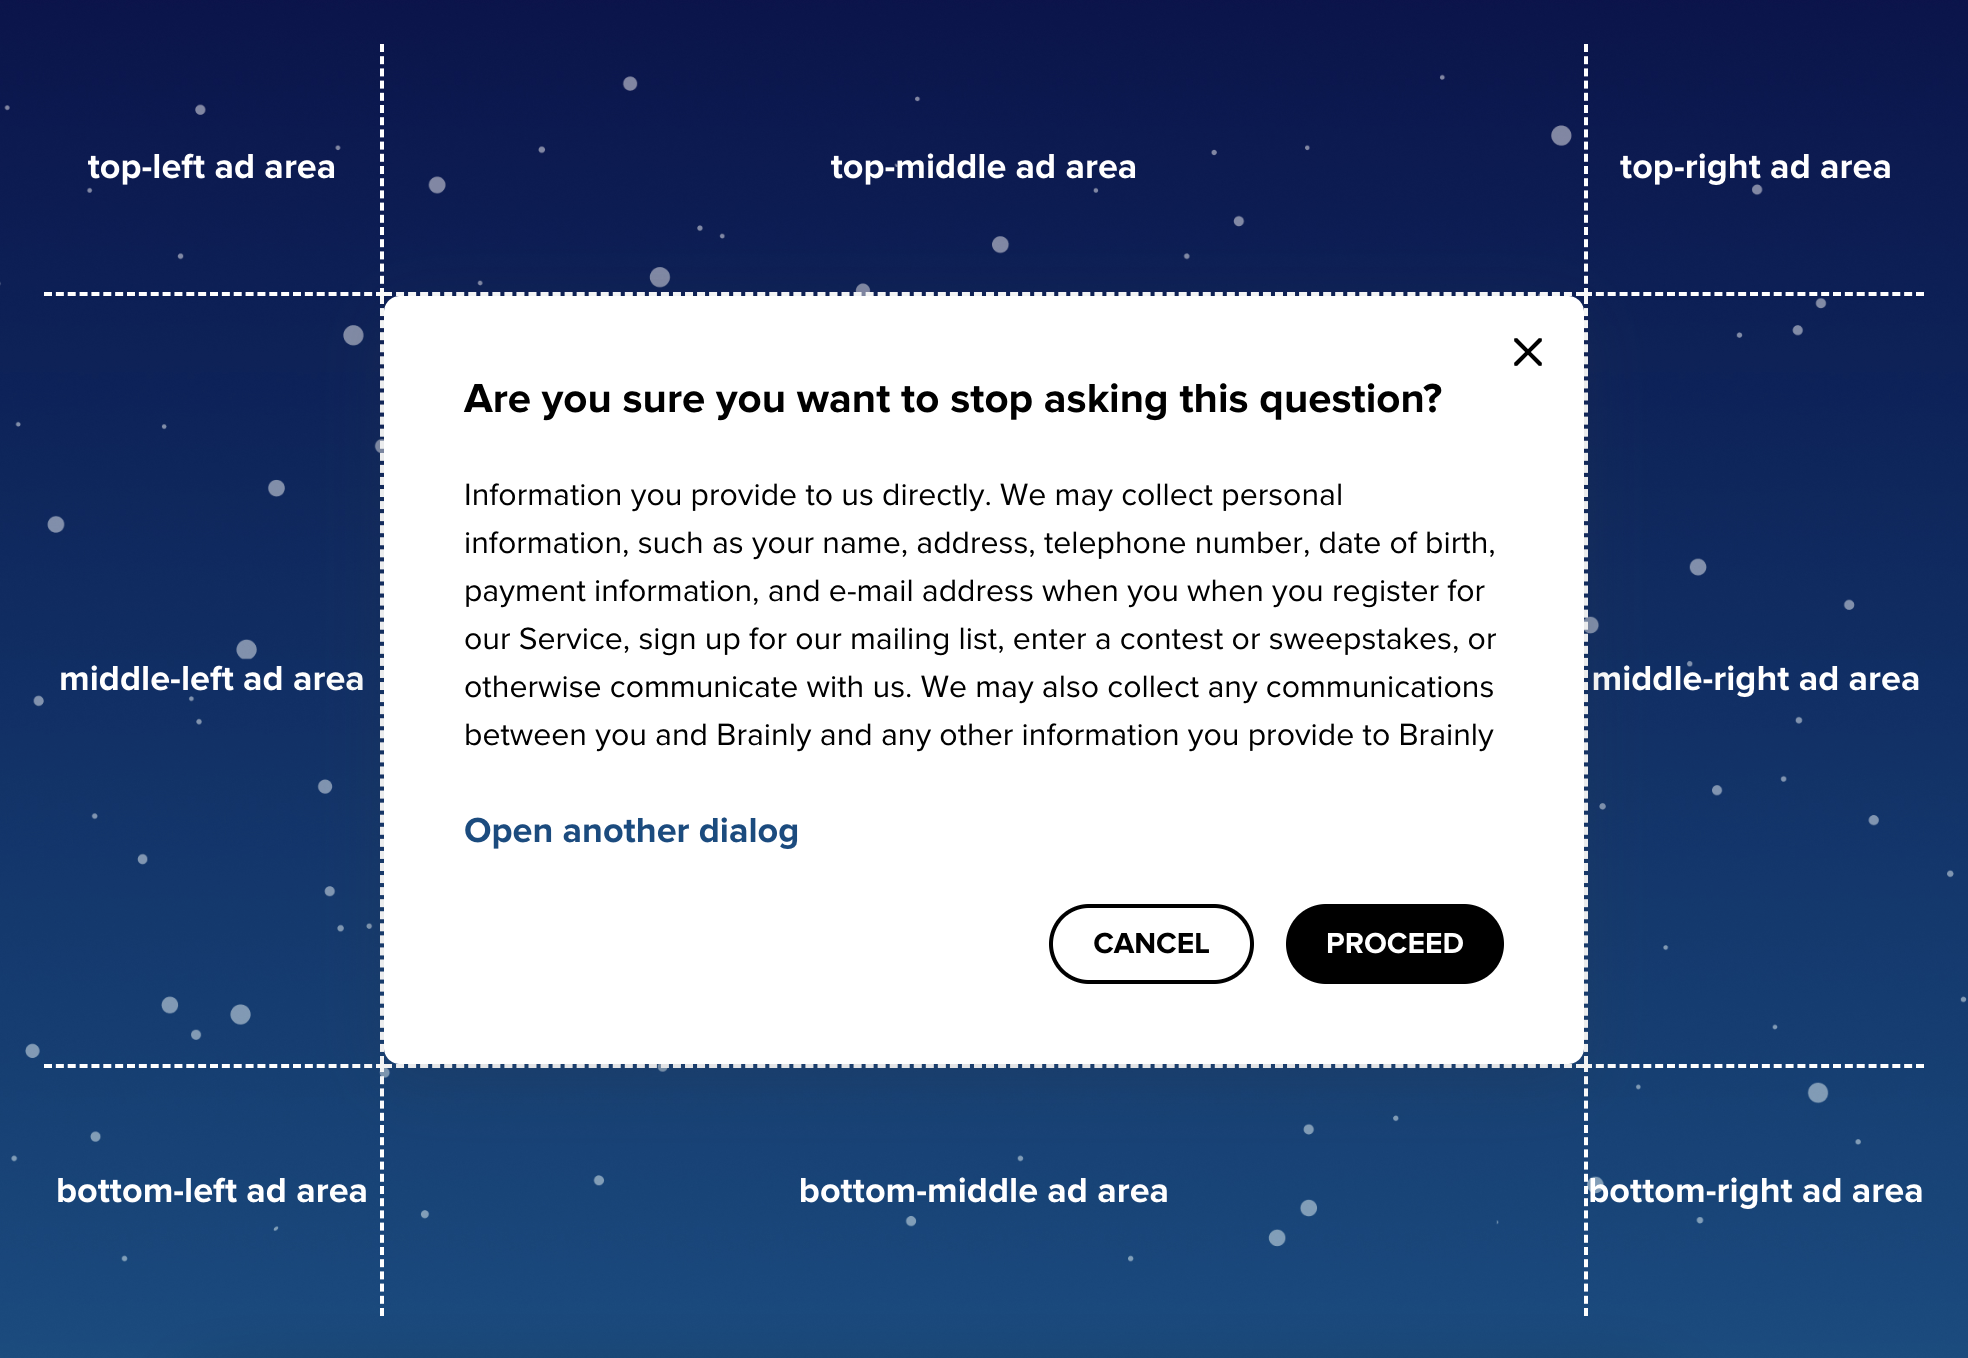 top-left ad area
top-middle ad area
top-right ad area
Are you sure you want to stop asking this question?
Information you provide to us directly. We may collect personal
information, such as your name, address, telephone number, date of birth,
payment information, and e-mail address when you when you register for
our Service, sign up for our mailing list, enter a contest or sweepstakes, or
otherwise communicate with us. We may also collect any communications
between you and Brainly and any other information you provide to Brainly
middle-left ad area
middle-right ad area
Open another dialog
CANCEL
PROCEED
bottom-left ad area
bottom-middle ad area
bottom-right ad area